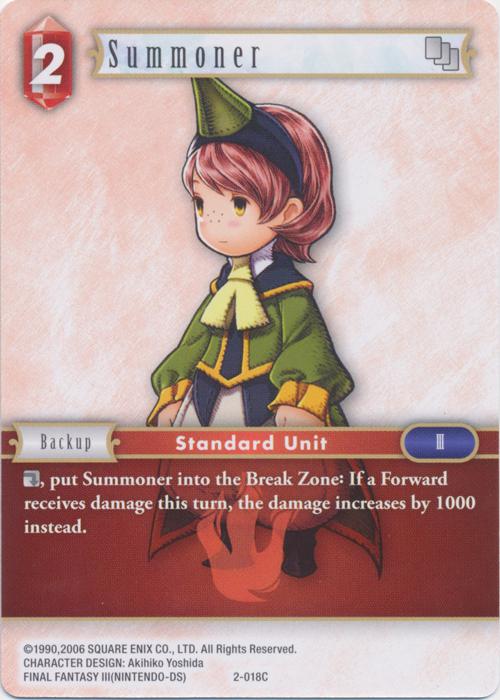 2
Summoner
Backup
Standard Unit
III
, put Summoner into the Break Zone: If a Forward
receives damage this turn, the damage increases by 1000
instead.
©1990,2006 SQUARE ENIX CO., LTD. All Rights Reserved.
CHARACTER DESIGN: Akihiko Yoshida
FINAL FANTASY III(NINTENDO-DS)
2-018C